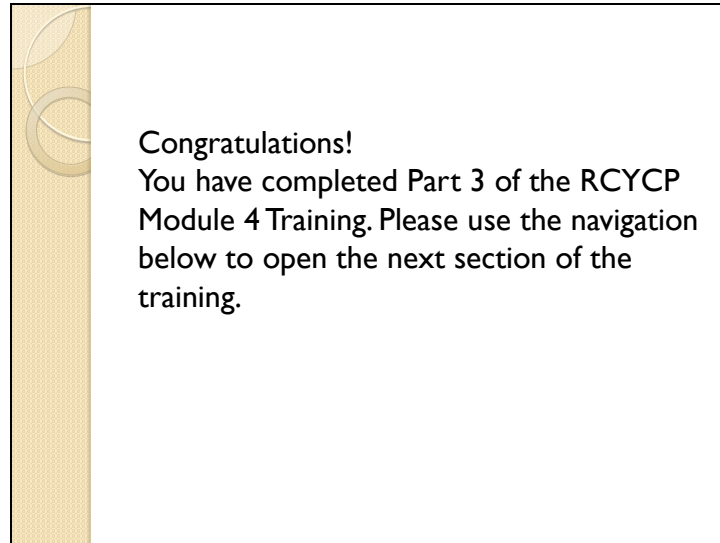 Congratulations!
You have completed Part 3 of the RCYCP
Module 4 Training. Please use the navigation
below to open the next section of the
training.